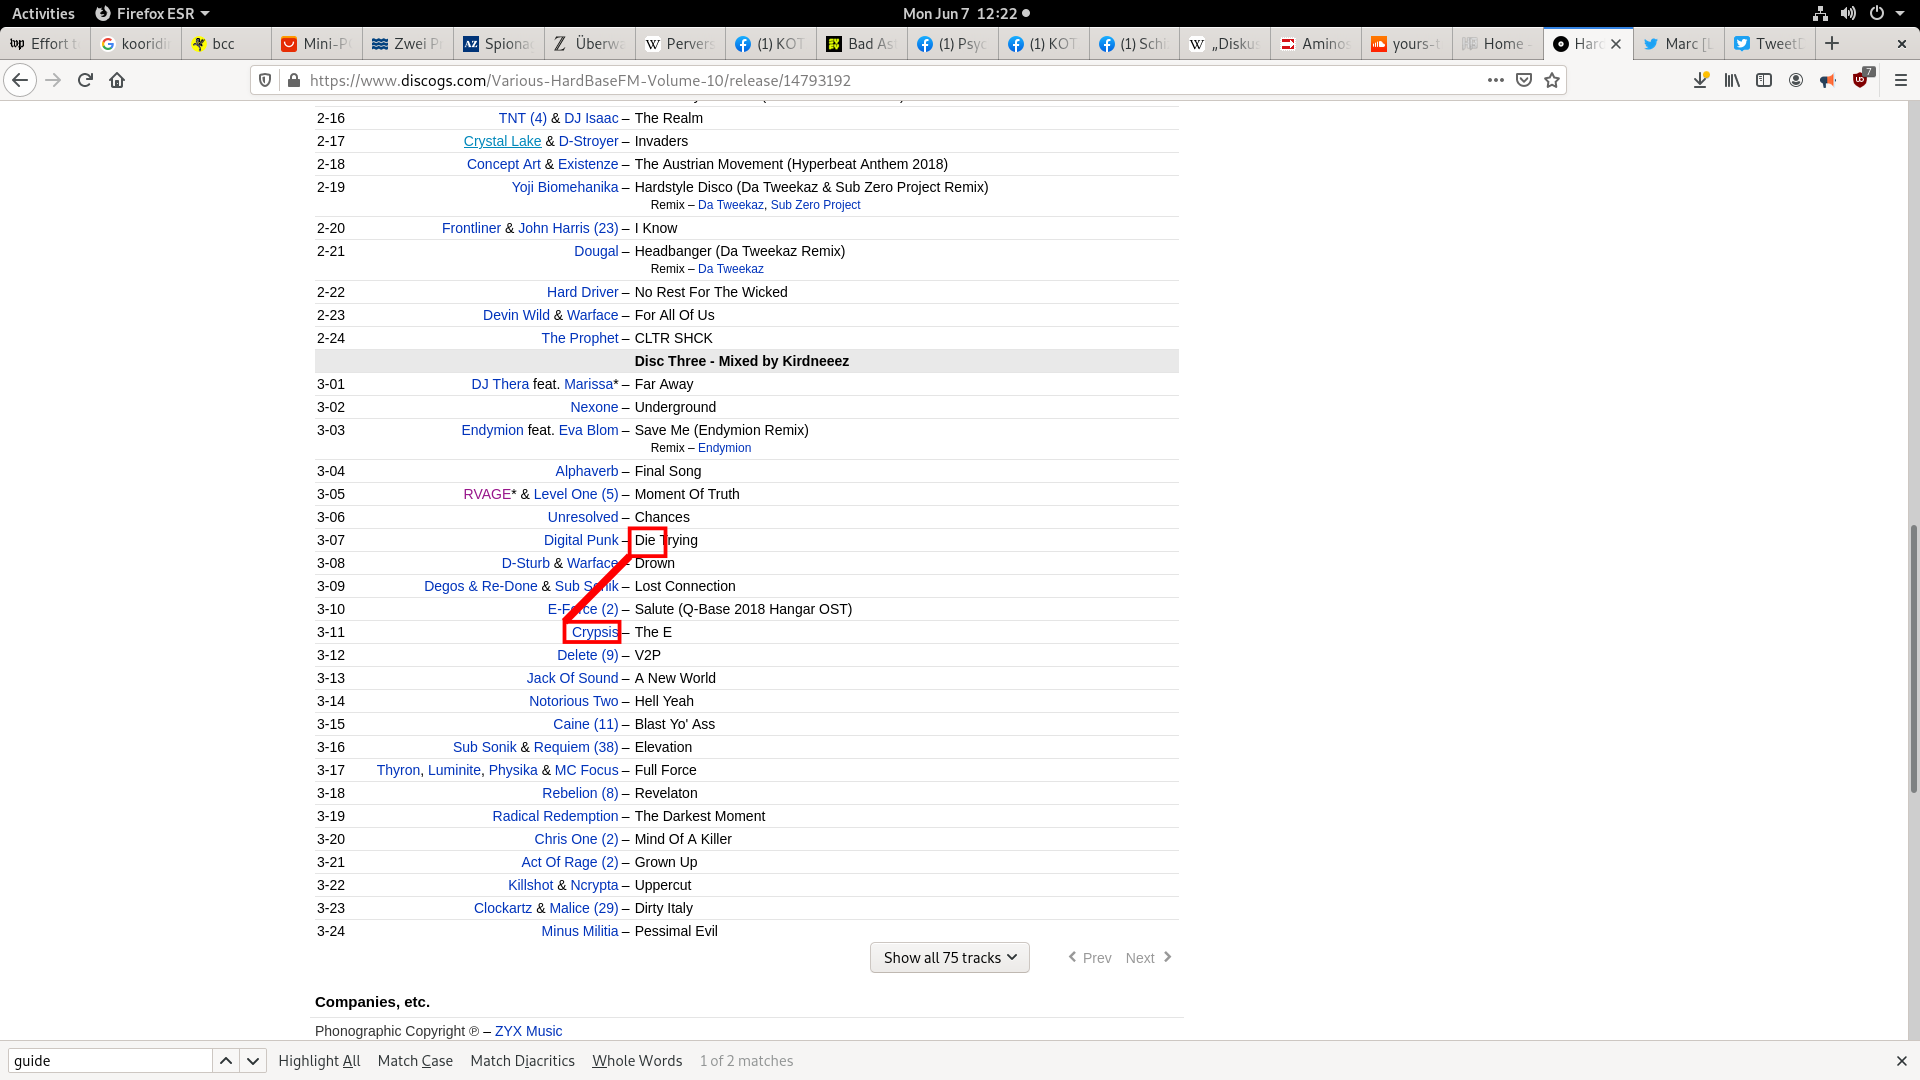 Activities Firefox ESR Mon Jun 7 12:22
Effort kooridi bcc Mini-P Zwei P Spiona Überw Pervers (1) KOT Bad As (1) Psyc (1) KOT (1) Schi „Disku Aminos yours-t Home - Hard Marc [ TweetD
https://www.discogs.com/Various-HardBaseFM-Volume-10/release/14793192 7
2-16 TNT (4) & DJ Isaac – The Realm
2-17 Crystal Lake & D-Stroyer – Invaders
2-18 Concept Art & Existenze – The Austrian Movement (Hyperbeat Anthem 2018)
2-19 Yoji Biomehanika – Hardstyle Disco (Da Tweekaz & Sub Zero Project Remix)
Remix – Da Tweekaz, Sub Zero Project
2-20 Frontliner & John Harris (23) – I Know
2-21 Dougal – Headbanger (Da Tweekaz Remix)
Remix – Da Tweekaz
2-22 Hard Driver – No Rest For The Wicked
2-23 Devin Wild & Warface – For All Of Us
2-24 The Prophet – CLTR SHCK
Disc Three - Mixed by Kirdneeez
3-01 DJ Thera feat. Marissa* – Far Away
3-02 Nexone – Underground
3-03 Endymion feat. Eva Blom – Save Me (Endymion Remix)
Remix – Endymion
3-04 Alphaverb – Final Song
3-05 RVAGE* & Level One (5) – Moment Of Truth
3-06 Unresolved – Chances
3-07 Digital Punk – Die Trying
3-08 D-Sturb & Warface – Drown
3-09 Degos & Re-Done & Sub Sonik – Lost Connection
3-10 E-Force (2) – Salute (Q-Base 2018 Hangar OST)
3-11 Crypsis – The E
3-12 Delete (9) – V2P
3-13 Jack Of Sound – A New World
3-14 Notorious Two – Hell Yeah
3-15 Caine (11) – Blast Yo' Ass
3-16 Sub Sonik & Requiem (38) – Elevation
3-17 Thyron, Luminite, Physika & MC Focus – Full Force
3-18 Rebelion (8) – Revelaton
3-19 Radical Redemption – The Darkest Moment
3-20 Chris One (2) – Mind Of A Killer
3-21 Act Of Rage (2) – Grown Up
3-22 Killshot & Ncrypta – Uppercut
3-23 Clockartz & Malice (29) – Dirty Italy
3-24 Minus Militia – Pessimal Evil
Show all 75 tracks Prev Next
Companies, etc.
Phonographic Copyright ℗ – ZYX Music
guide Highlight All Match Case Match Diacritics Whole Words 1 of 2 matches